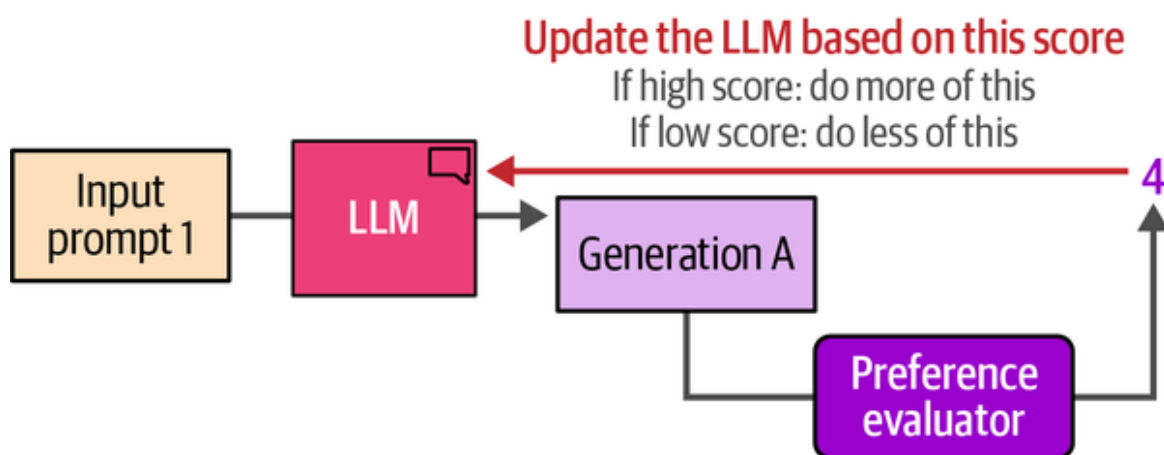 Update the LLM based on this score
If high score: do more of this
If low score: do less of this
Input
prompt 1
LLM
4
Generation A
Preference
evaluator